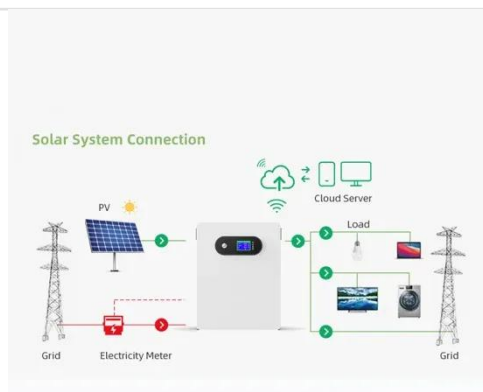 Solar System Connection
Cloud Server
PV
Load
Grid
Electricity Meter
Grid